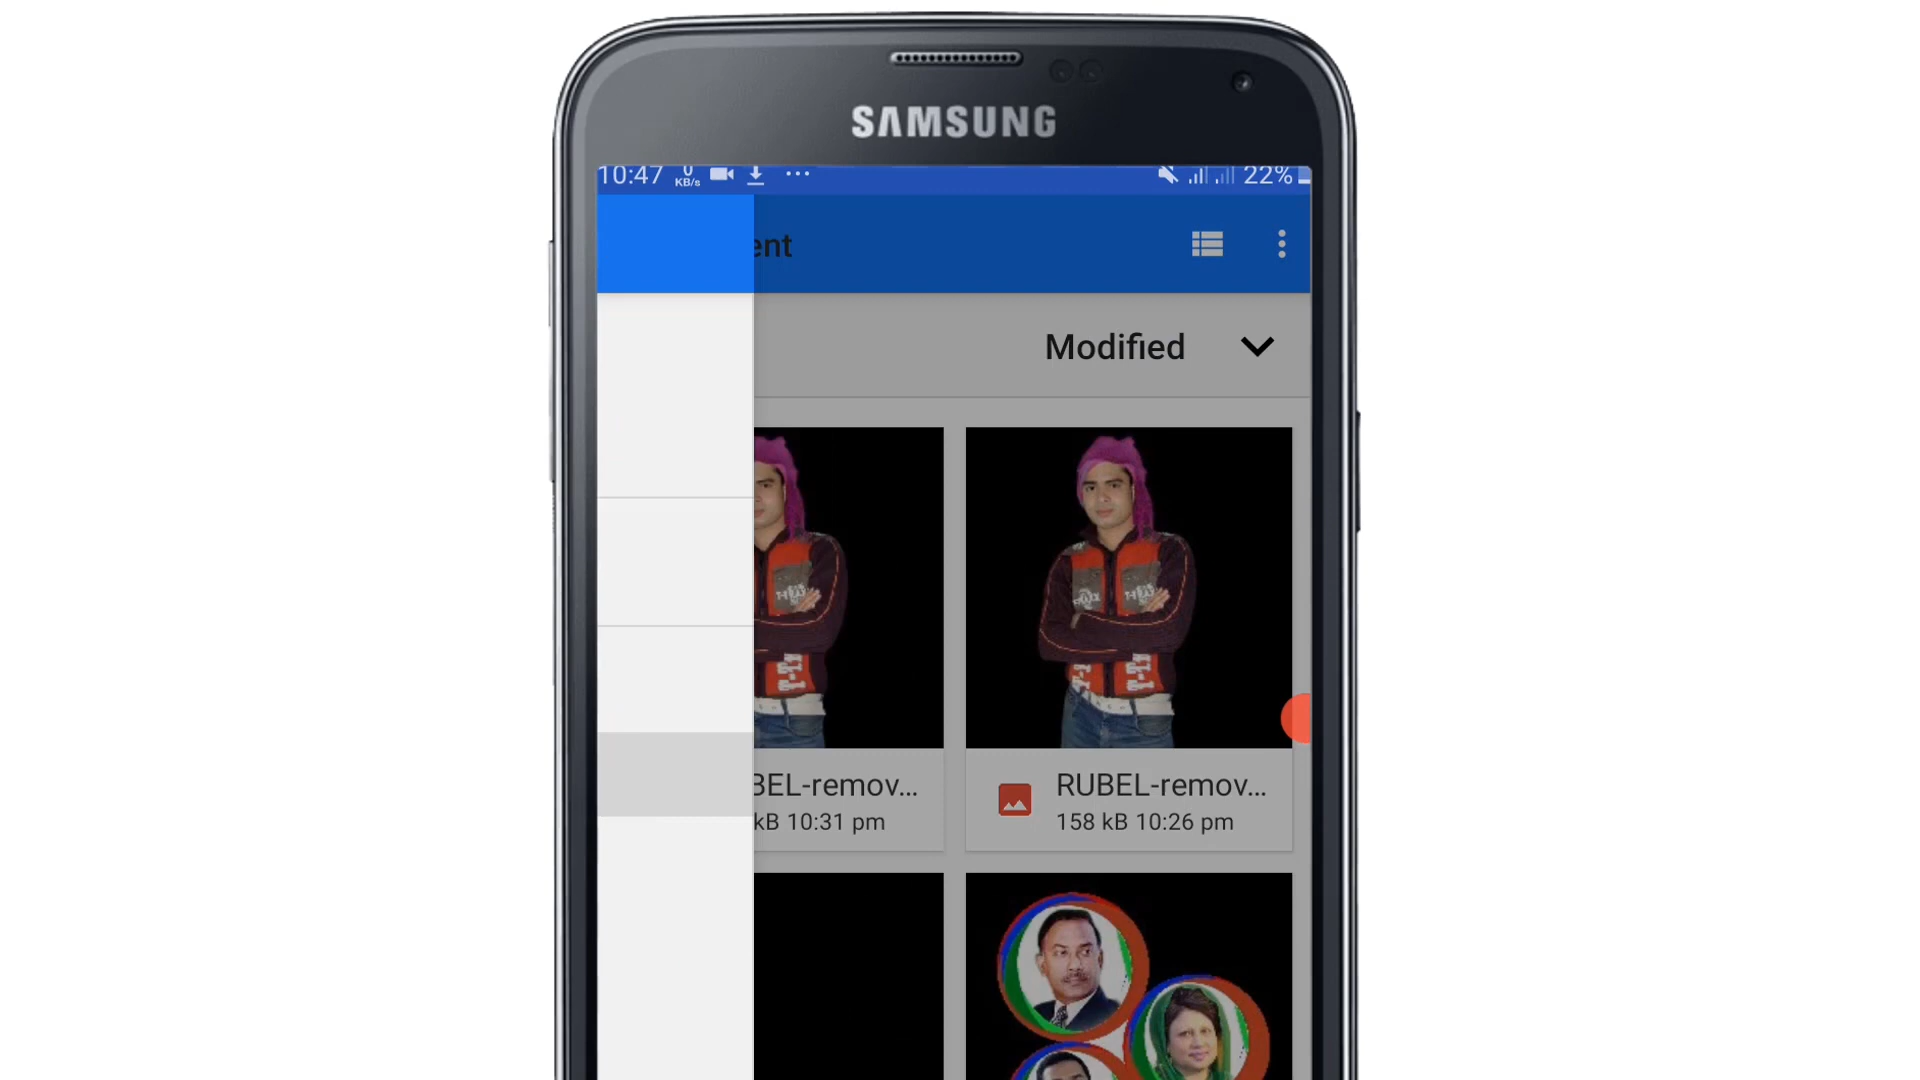 SAMSUNG
10:47 0 KB/s ... 22%
ent
Modified
BEL-remov... RUBEL-remov...
kB 10:31 pm 158 kB 10:26 pm